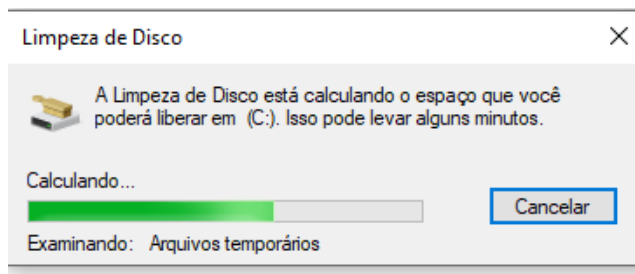 Limpeza de Disco
A Limpeza de Disco está calculando o espaço que você
poderá liberar em  (C:). Isso pode levar alguns minutos.
Calculando...
Cancelar
Examinando:   Arquivos temporários